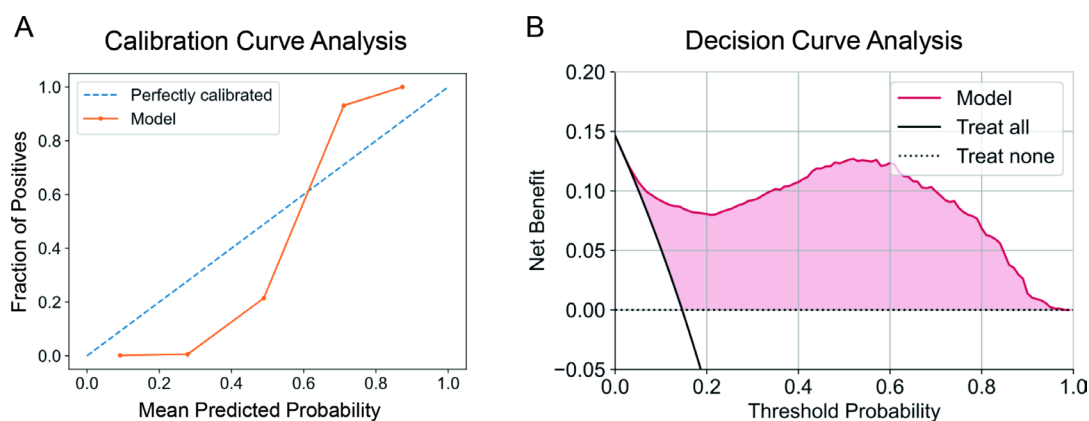 A
Calibration Curve Analysis
Perfectly calibrated
Model
1.0
0.8
0.6
0.4
0.2
0.0
Fraction of Positives
0.0 0.2 0.4 0.6 0.8 1.0
Mean Predicted Probability
B
Decision Curve Analysis
Model
Treat all
Treat none
0.20
0.15
0.10
0.05
0.00
−0.05
Net Benefit
0.0 0.2 0.4 0.6 0.8 1.0
Threshold Probability